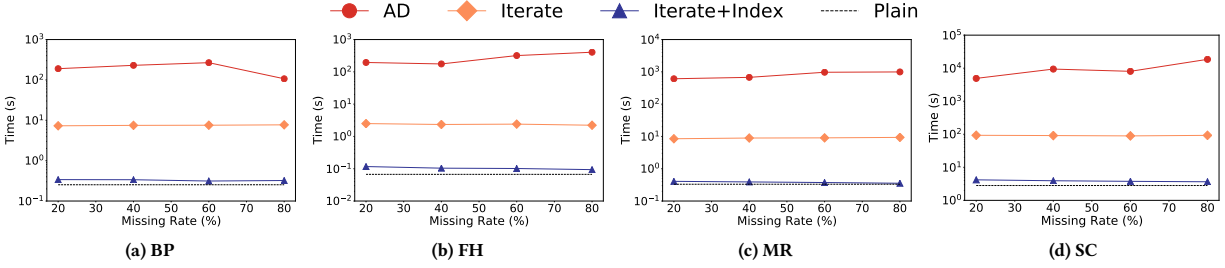 AD Iterate Iterate+Index Plain
10³
10²
10¹
10⁰
10⁻¹
Time (s)
20 30 40 50 60 70 80
Missing Rate (%)
(a) BP
10³
10²
10¹
10⁰
10⁻¹
10⁻²
Time (s)
20 30 40 50 60 70 80
Missing Rate (%)
(b) FH
10⁴
10³
10²
10¹
10⁰
10⁻¹
Time (s)
20 30 40 50 60 70 80
Missing Rate (%)
(c) MR
10⁵
10⁴
10³
10²
10¹
10⁰
Time (s)
20 30 40 50 60 70 80
Missing Rate (%)
(d) SC